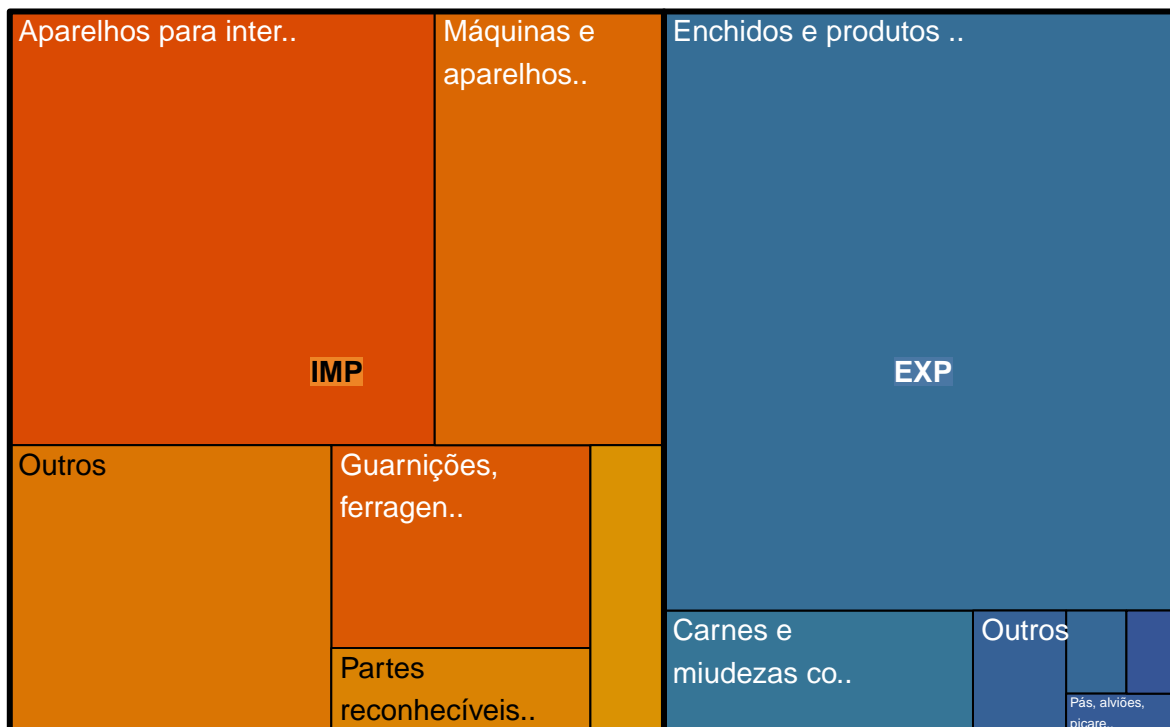 Aparelhos para inter..
Máquinas e
aparelhos..
Enchidos e produtos ..
IMP
EXP
Outros
Guarnições,
ferragen..
Partes
reconhecíveis..
Carnes e
miudezas co..
Outros
Pás, alviões,
picare..